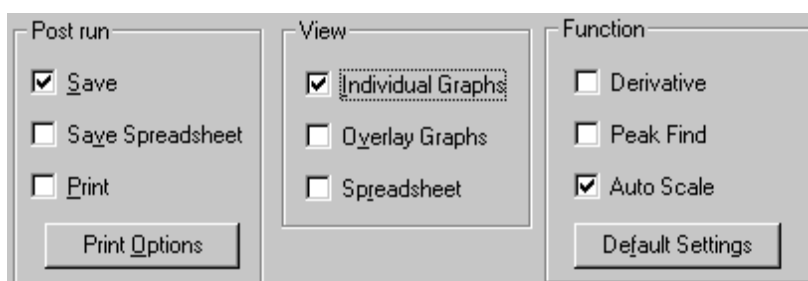 Post run
Save
Save Spreadsheet
Print
Print Options
View
Individual Graphs
Overlay Graphs
Spreadsheet
Function
Derivative
Peak Find
Auto Scale
Default Settings